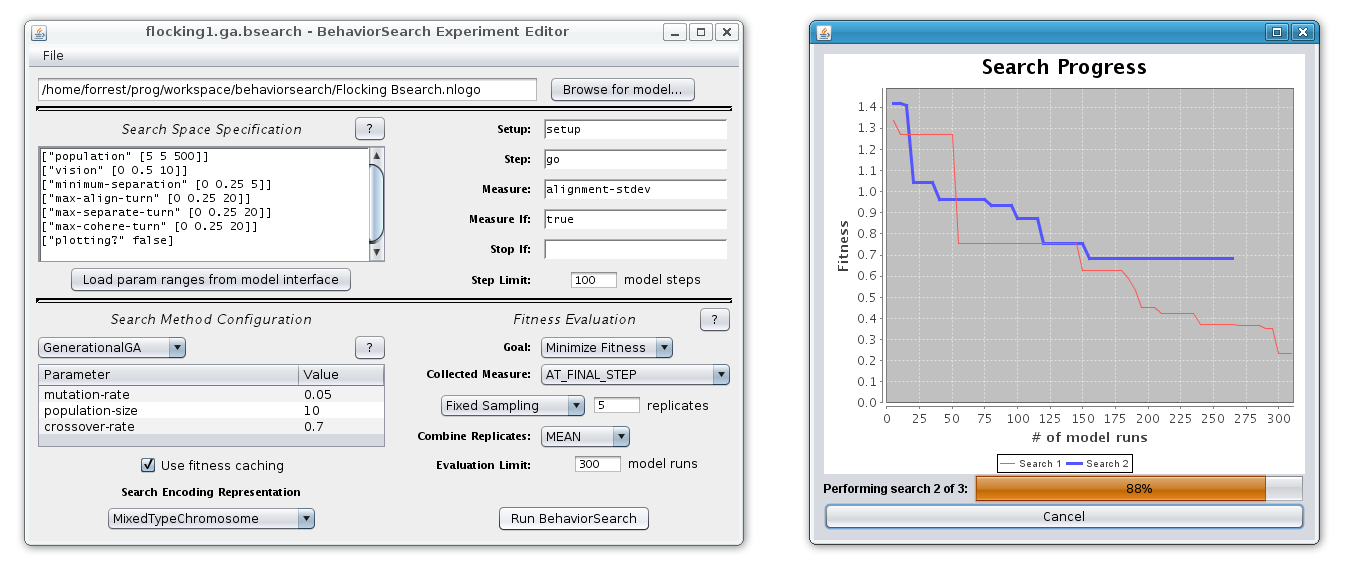 flocking1.ga.bsearch - BehaviorSearch Experiment Editor
File
/home/forrest/prog/workspace/behaviorsearch/Flocking Bsearch.nlogo
Browse for model...
Search Space Specification
?
["population" [5 5 500]]
["vision" [0 0.5 10]]
["minimum-separation" [0 0.25 5]]
["max-align-turn" [0 0.25 20]]
["max-separate-turn" [0 0.25 20]]
["max-cohere-turn" [0 0.25 20]]
["plotting?" false]
Load param ranges from model interface
Setup: setup
Step: go
Measure: alignment-stdev
Measure If: true
Stop If:
Step Limit: 100 model steps
Search Method Configuration
GenerationalGA
?
Parameter Value
mutation-rate 0.05
population-size 10
crossover-rate 0.7
Use fitness caching
Search Encoding Representation
MixedTypeChromosome
Fitness Evaluation
?
Goal: Minimize Fitness
Collected Measure: AT_FINAL_STEP
Fixed Sampling 5 replicates
Combine Replicates: MEAN
Evaluation Limit: 300 model runs
Run BehaviorSearch
Search Progress
Fitness
1.4
1.3
1.2
1.1
1.0
0.9
0.8
0.7
0.6
0.5
0.4
0.3
0.2
0.1
0.0
0 25 50 75 100 125 150 175 200 225 250 275 300
# of model runs
Search 1 Search 2
Performing search 2 of 3: 88%
Cancel